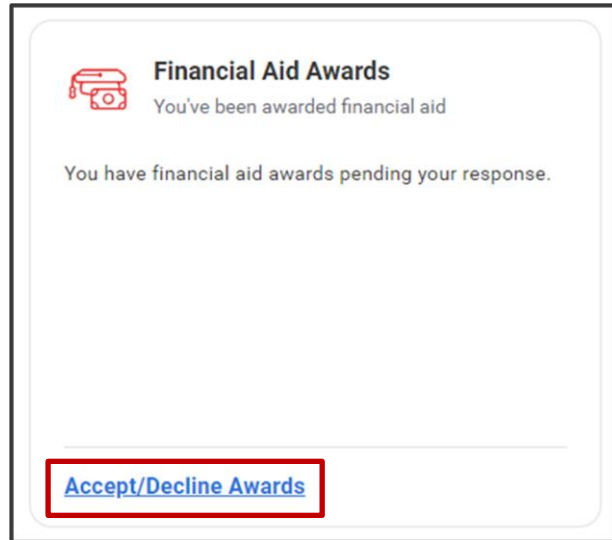 Financial Aid Awards
You've been awarded financial aid
You have financial aid awards pending your response.
Accept/Decline Awards